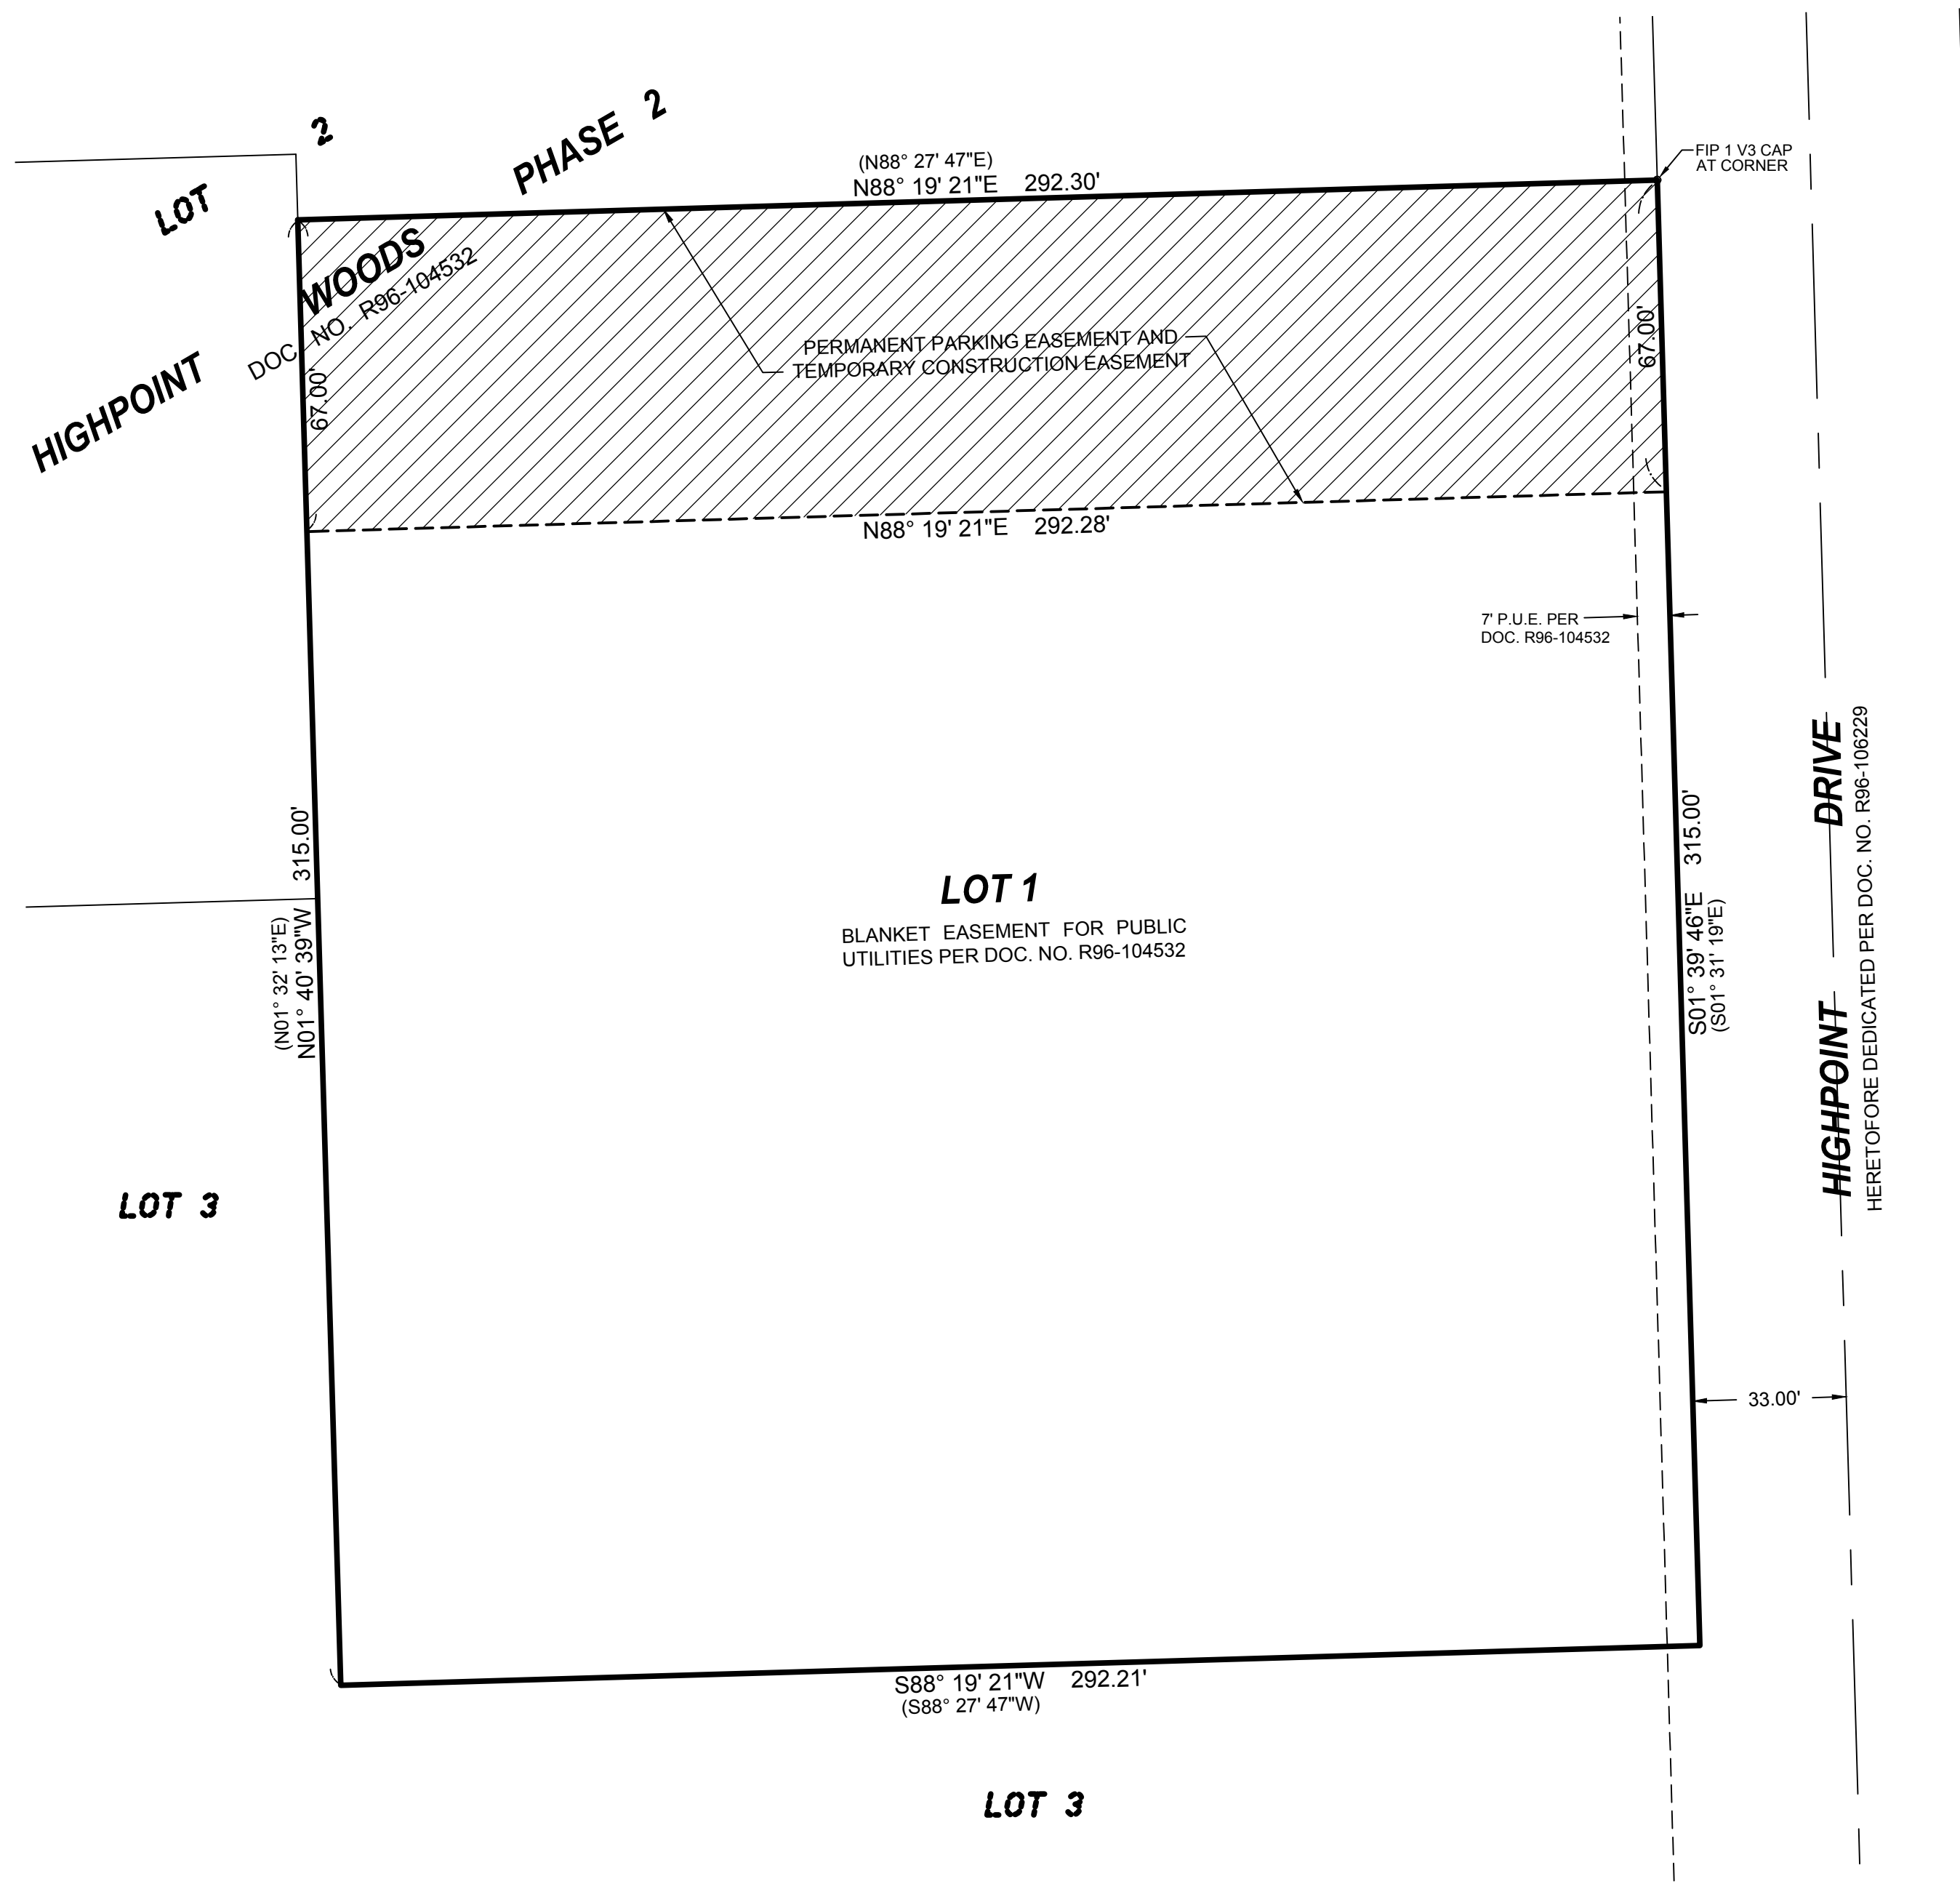 2
PHASE 2
LOT
(N88° 27' 47"E)
N88° 19' 21"E 292.30'
FIP 1 V3 CAP
AT CORNER
WOODS
HIGHPOINT
DOC. NO. R96-104532
67.00'
PERMANENT PARKING EASEMENT AND
TEMPORARY CONSTRUCTION EASEMENT
67.00'
N88° 19' 21"E 292.28'
7' P.U.E. PER
DOC. R96-104532
N01° 40' 39"W 315.00'
(N01° 32' 13"E)
LOT 1
BLANKET EASEMENT FOR PUBLIC
UTILITIES PER DOC. NO. R96-104532
S01° 39' 46"E 315.00'
(S01° 31' 19"E)
HIGHPOINT DRIVE
HERETOFORE DEDICATED PER DOC. NO. R96-106229
LOT 3
33.00'
S88° 19' 21"W 292.21'
(S88° 27' 47"W)
LOT 3